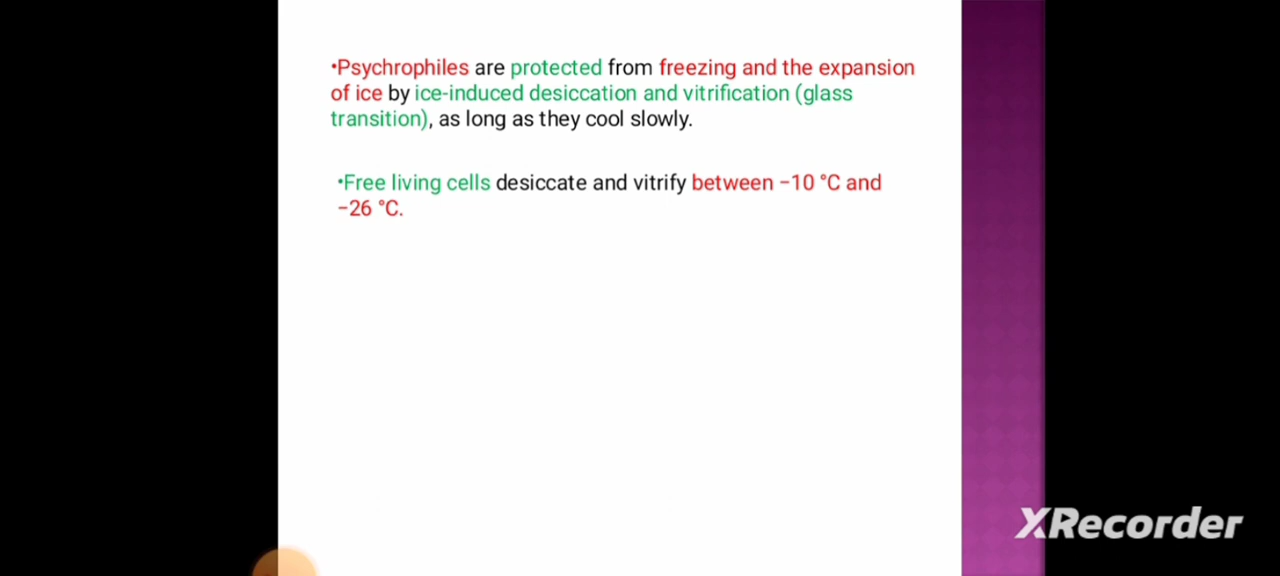 •Psychrophiles are protected from freezing and the expansion
of ice by ice-induced desiccation and vitrification (glass
transition), as long as they cool slowly.
•Free living cells desiccate and vitrify between −10 °C and
−26 °C.
XRecorder